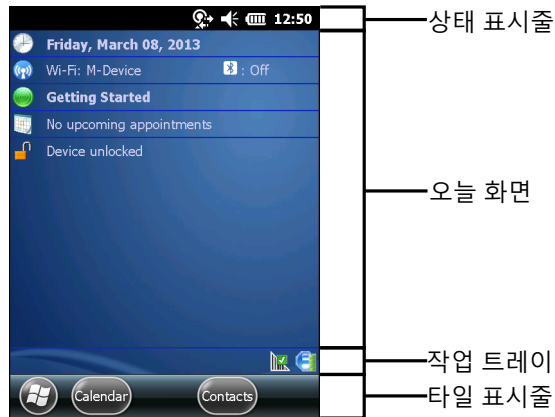 12:50
상태 표시줄
Friday, March 08, 2013
Wi-Fi: M-Device : Off
Getting Started
No upcoming appointments
Device unlocked
오늘 화면
작업 트레이
Calendar Contacts
타일 표시줄